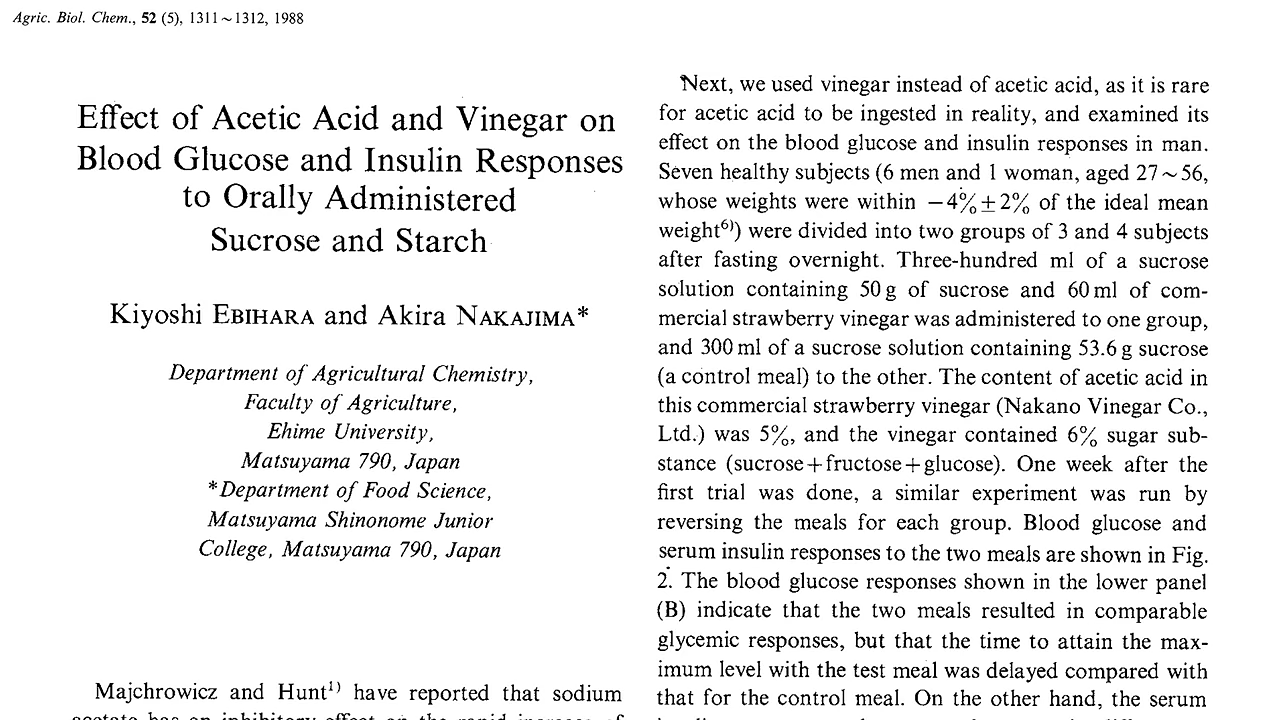 Agric. Biol. Chem., 52 (5), 1311~1312, 1988
Effect of Acetic Acid and Vinegar on
Blood Glucose and Insulin Responses
to Orally Administered
Sucrose and Starch
Kiyoshi EBIHARA and Akira NAKAJIMA*
Department of Agricultural Chemistry,
Faculty of Agriculture,
Ehime University,
Matsuyama 790, Japan
*Department of Food Science,
Matsuyama Shinonome Junior
College, Matsuyama 790, Japan
Majchrowicz and Hunt¹⁾ have reported that sodium
acetate has an inhibitory effect on the rapid increase of
Next, we used vinegar instead of acetic acid, as it is rare
for acetic acid to be ingested in reality, and examined its
effect on the blood glucose and insulin responses in man.
Seven healthy subjects (6 men and 1 woman, aged 27~56,
whose weights were within −4%±2% of the ideal mean
weight⁶⁾) were divided into two groups of 3 and 4 subjects
after fasting overnight. Three-hundred ml of a sucrose
solution containing 50 g of sucrose and 60 ml of com-
mercial strawberry vinegar was administered to one group,
and 300 ml of a sucrose solution containing 53.6 g sucrose
(a control meal) to the other. The content of acetic acid in
this commercial strawberry vinegar (Nakano Vinegar Co.,
Ltd.) was 5%, and the vinegar contained 6% sugar sub-
stance (sucrose+fructose+glucose). One week after the
first trial was done, a similar experiment was run by
reversing the meals for each group. Blood glucose and
serum insulin responses to the two meals are shown in Fig.
2. The blood glucose responses shown in the lower panel
(B) indicate that the two meals resulted in comparable
glycemic responses, but that the time to attain the max-
imum level with the test meal was delayed compared with
that for the control meal. On the other hand, the serum